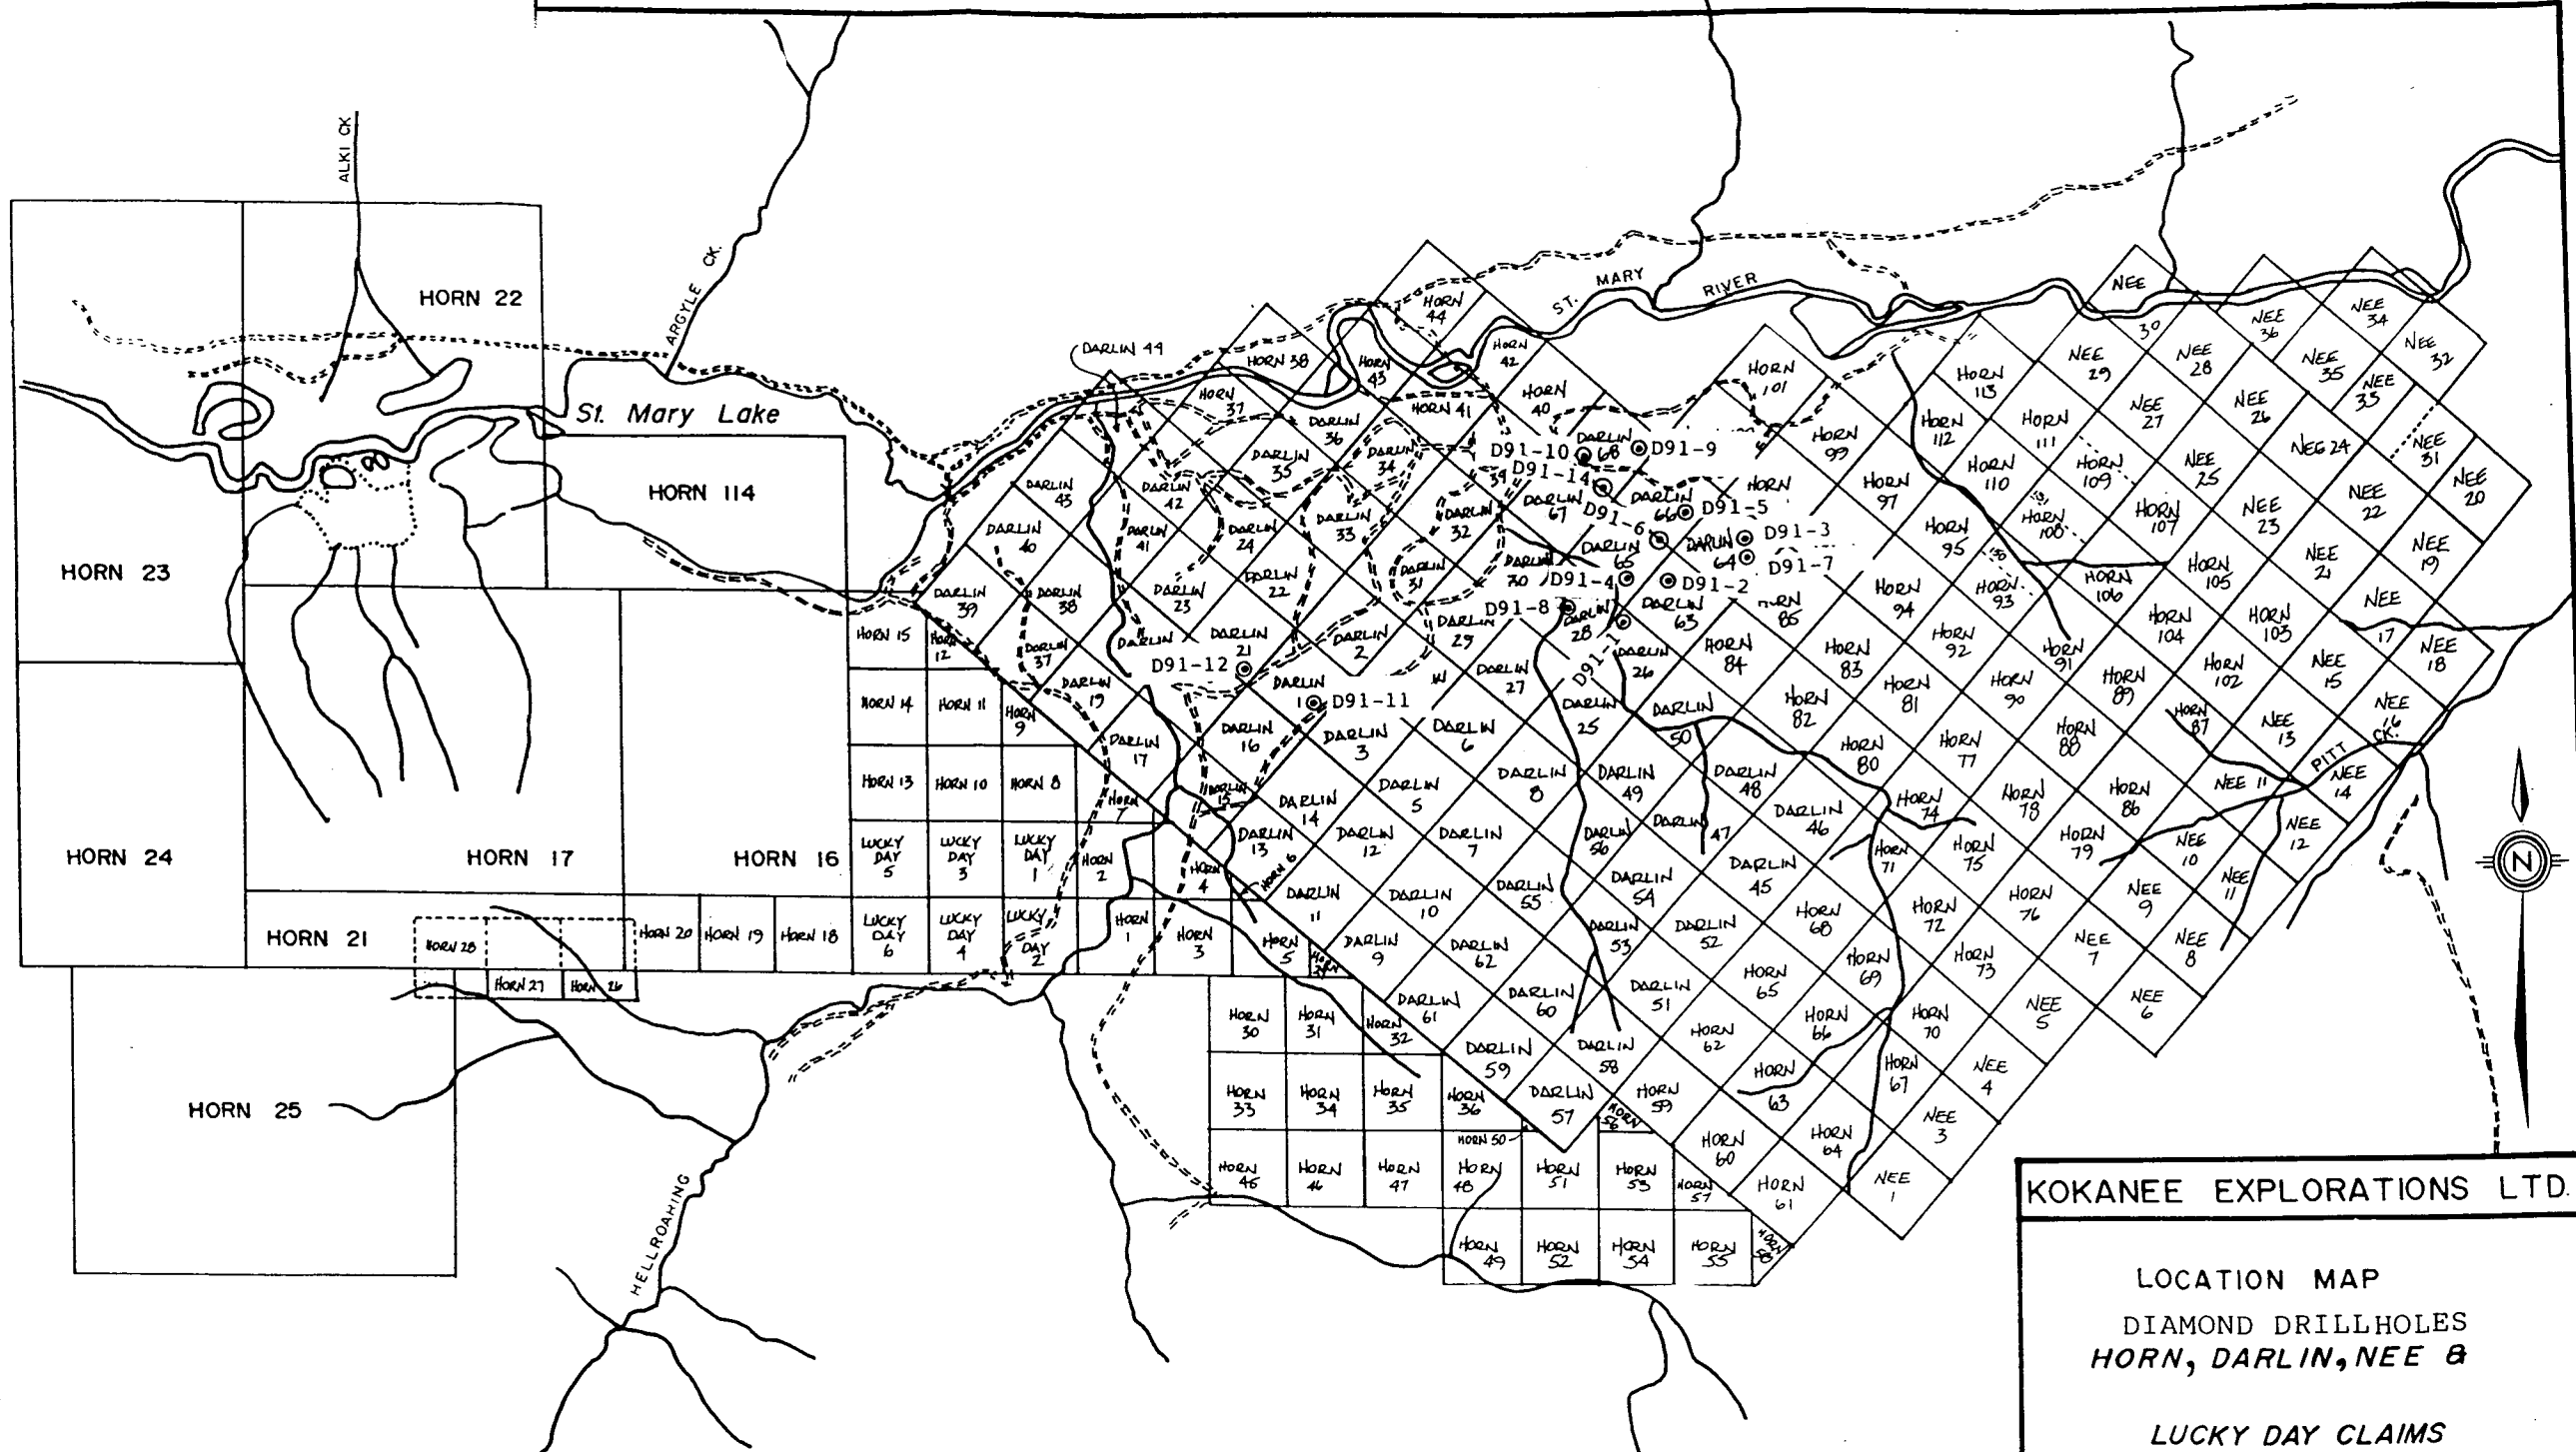 ALKI CK
ARGYLE CK.
HORN 22
ST. MARY RIVER
St. Mary Lake
HORN 114
HORN 23
HORN 24
HORN 17
HORN 16
HORN 21
HORN 25
HORN 28
HORN 27
HORN 26
HORN 20
HORN 19
HORN 18
HORN 15
HORN 12
HORN 14
HORN 11
HORN 9
HORN 13
HORN 10
HORN 8
HORN 7
LUCKY DAY 5
LUCKY DAY 3
LUCKY DAY 1
HORN 2
HORN 4
HORN 6
LUCKY DAY 6
LUCKY DAY 4
LUCKY DAY 2
HORN 1
HORN 3
HORN 5
HELLROARING
DARLIN 44
HORN 38
HORN 37
HORN 43
HORN 44
HORN 42
HORN 41
HORN 40
39
HORN 101
HORN 99
HORN
HORN 97
HORN 95
HORN 94
HORN 113
HORN 112
HORN 111
HORN 110
HORN 109
HORN 108
HORN 107
HORN 106
HORN 105
HORN 104
HORN 103
HORN 102
HORN 93
HORN 92
HORN 91
HORN 90
HORN 89
HORN 88
HORN 87
HORN 86
85
HORN 84
HORN 83
HORN 82
HORN 81
HORN 80
HORN 79
HORN 78
HORN 77
HORN 76
HORN 75
HORN 74
HORN 73
HORN 72
HORN 71
HORN 70
HORN 69
HORN 68
HORN 67
HORN 66
HORN 65
HORN 64
HORN 63
HORN 62
HORN 61
HORN 60
HORN 59
NEE 30
NEE 36
NEE 34
NEE 32
NEE 29
NEE 28
NEE 35
NEE 33
NEE 27
NEE 26
NEE 24
NEE 31
NEE 25
NEE 23
NEE 22
NEE 20
NEE 21
NEE 19
NEE 17
NEE 18
NEE 15
NEE 16
NEE 13
NEE 14
NEE 11
NEE 12
NEE 10
NEE 11
NEE 9
NEE 8
NEE 7
NEE 6
NEE 5
NEE 4
NEE 3
NEE 1
PITT CK.
DARLIN 36
DARLIN 35
DARLIN 34
DARLIN 43
DARLIN 42
DARLIN 41
DARLIN 40
DARLIN 39
DARLIN 38
DARLIN 37
DARLIN 33
DARLIN 32
DARLIN 31
DARLIN 30
DARLIN 29
DARLIN 28
DARLIN 27
DARLIN 26
DARLIN 25
DARLIN 24
DARLIN 23
DARLIN 22
DARLIN 21
DARLIN
DARLIN 19
DARLIN 17
DARLIN 16
DARLIN 15
DARLIN 14
DARLIN 13
DARLIN 12
DARLIN 11
DARLIN 10
DARLIN 9
DARLIN 8
DARLIN 7
DARLIN 6
DARLIN 5
DARLIN 3
DARLIN 2
DARLIN 1
DARLIN 68
DARLIN 67
DARLIN 66
DARLIN 65
DARLIN 64
DARLIN 63
DARLIN 62
DARLIN 61
DARLIN 60
DARLIN 59
DARLIN 58
DARLIN 57
DARLIN 56
DARLIN 55
DARLIN 54
DARLIN 53
DARLIN 52
DARLIN 51
DARLIN 50
DARLIN 49
DARLIN 48
DARLIN 47
DARLIN 46
DARLIN 45
D91-10
D91-9
D91-14
D91-6
D91-5
D91-3
D91-7
D91-4
D91-2
D91-8
D91-1
D91-12
D91-11
HORN 30
HORN 31
HORN 32
HORN 33
HORN 34
HORN 35
HORN 36
HORN 50
HORN 56
HORN 45
HORN 46
HORN 47
HORN 48
HORN 51
HORN 53
HORN 57
HORN 49
HORN 52
HORN 54
HORN 55
HORN 58
N
KOKANEE EXPLORATIONS LTD.
LOCATION MAP
DIAMOND DRILLHOLES
HORN, DARLIN, NEE &
LUCKY DAY CLAIMS